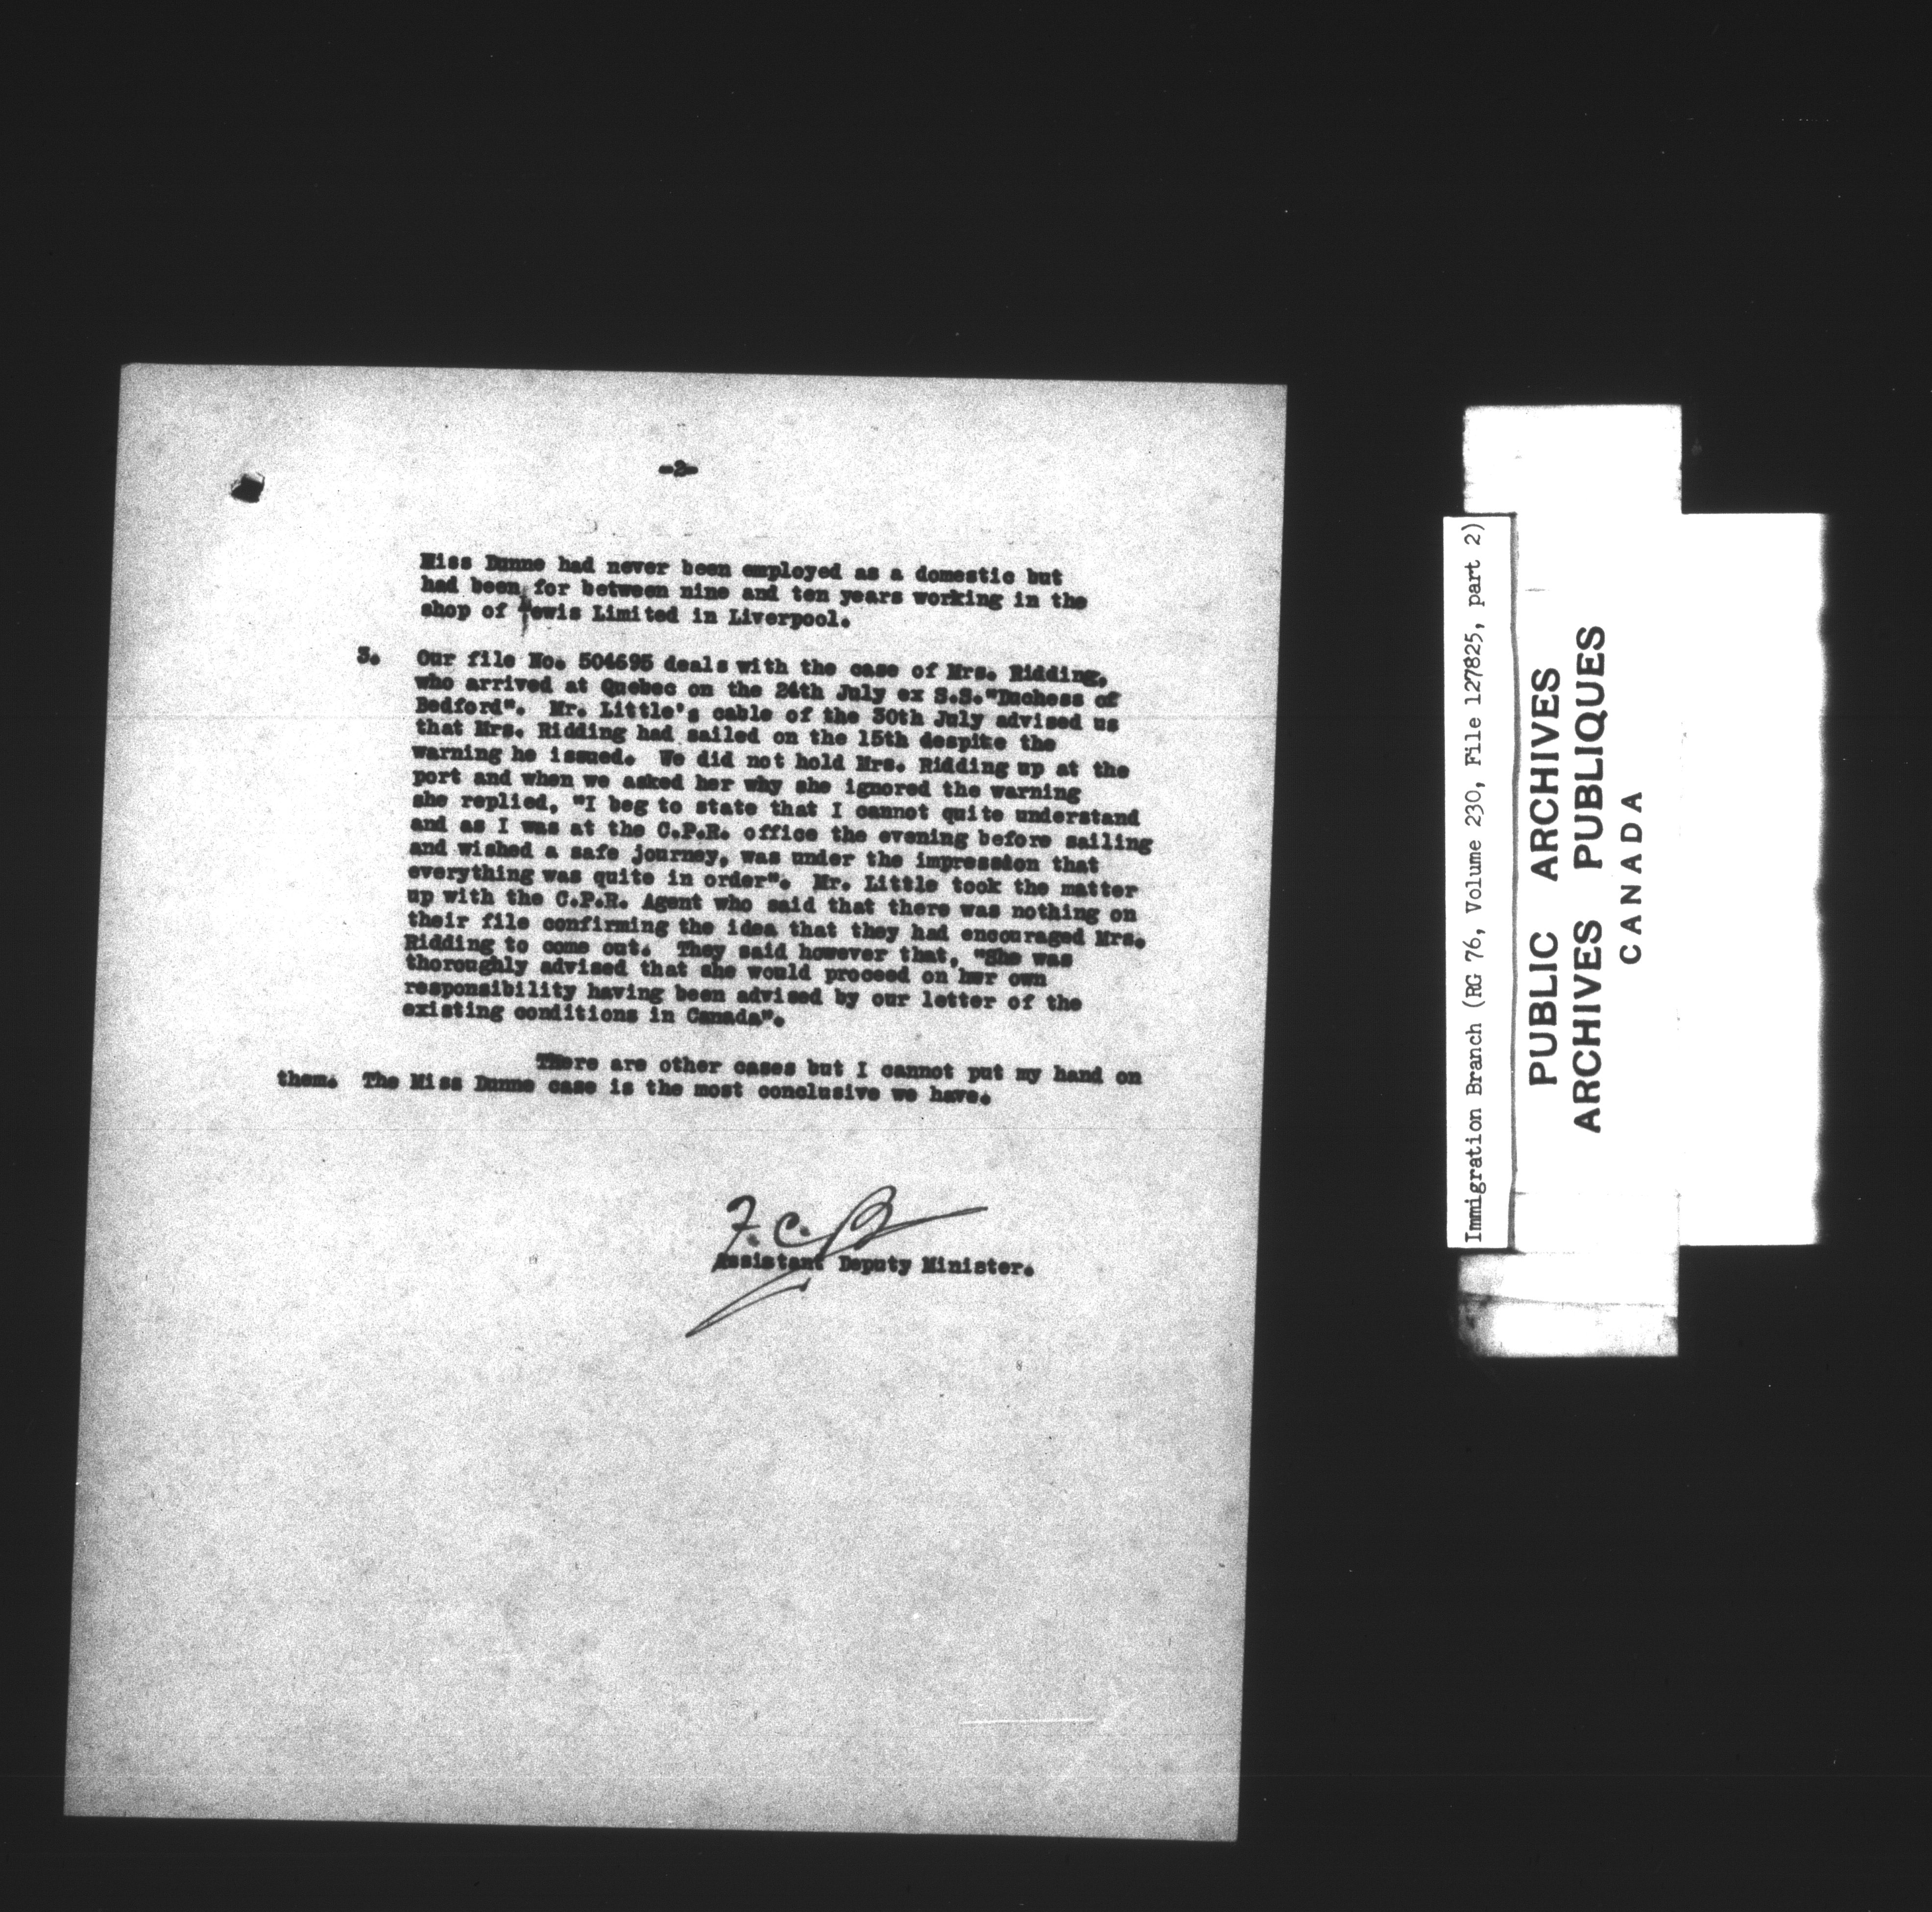 -2-
Miss Dunne had never been employed as a domestic but
had been for between nine and ten years working in the
shop of Lewis Limited in Liverpool.
3. Our file No. 504695 deals with the case of Mrs. Ridding,
who arrived at Quebec on the 24th July ex S.S."Duchess of
Bedford". Mr. Little's cable of the 30th July advised us
that Mrs. Ridding had sailed on the 15th despite the
warning he issued. We did not hold Mrs. Ridding up at the
port and when we asked her why she ignored the warning
she replied, "I beg to state that I cannot quite understand
and as I was at the C.P.R. office the evening before sailing
and wished a safe journey, was under the impression that
everything was quite in order". Mr. Little took the matter
up with the C.P.R. Agent who said that there was nothing on
their file confirming the idea that they had encouraged Mrs.
Ridding to come out. They said however that, "She was
thoroughly advised that she would proceed on her own
responsibility having been advised by our letter of the
existing conditions in Canada".
There are other cases but I cannot put my hand on
them. The Miss Dunne case is the most conclusive we have.
F.C.B
Assistant Deputy Minister.
Immigration Branch (RG 76, Volume 230, File 127825, part 2)
PUBLIC ARCHIVES
ARCHIVES PUBLIQUES
CANADA